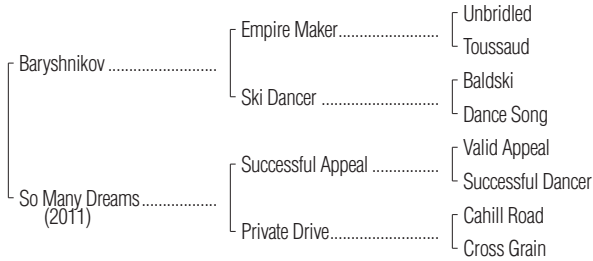 Unbridled
Empire Maker....................
Toussaud
Baryshnikov ......................
Baldski
Ski Dancer .......................
Dance Song
Valid Appeal
Successful Appeal .............
Successful Dancer
So Many Dreams...............
(2011)
Cahill Road
Private Drive......................
Cross Grain